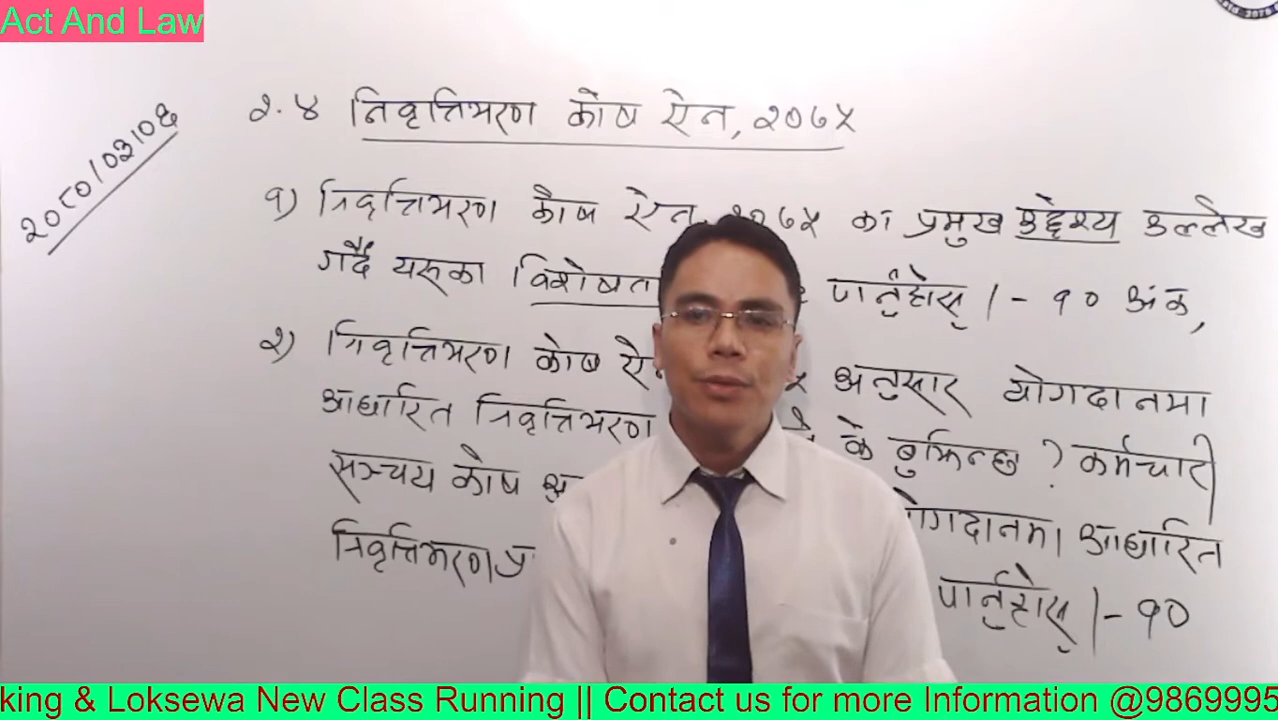 Act And Law
२०८०/०३/०६
२.४ निवृत्तिभरण कोष ऐन, २०७५
१) निवृत्तिभरण कोष ऐन, २०७५ का प्रमुख उद्देश्य उल्लेख
गर्दै यसका विशेषता पार्नुहोस् ।- १० अंक,
२) निवृत्तिभरण कोष ऐ अनुसार योगदानमा
आधारित निवृत्तिभरण के बुझिन्छ ? कर्मचारी
सञ्चय कोष योगदानमा आधारित
निवृत्तिभरण प्र पार्नुहोस् ।- १०
king & Loksewa New Class Running || Contact us for more Information @9869995